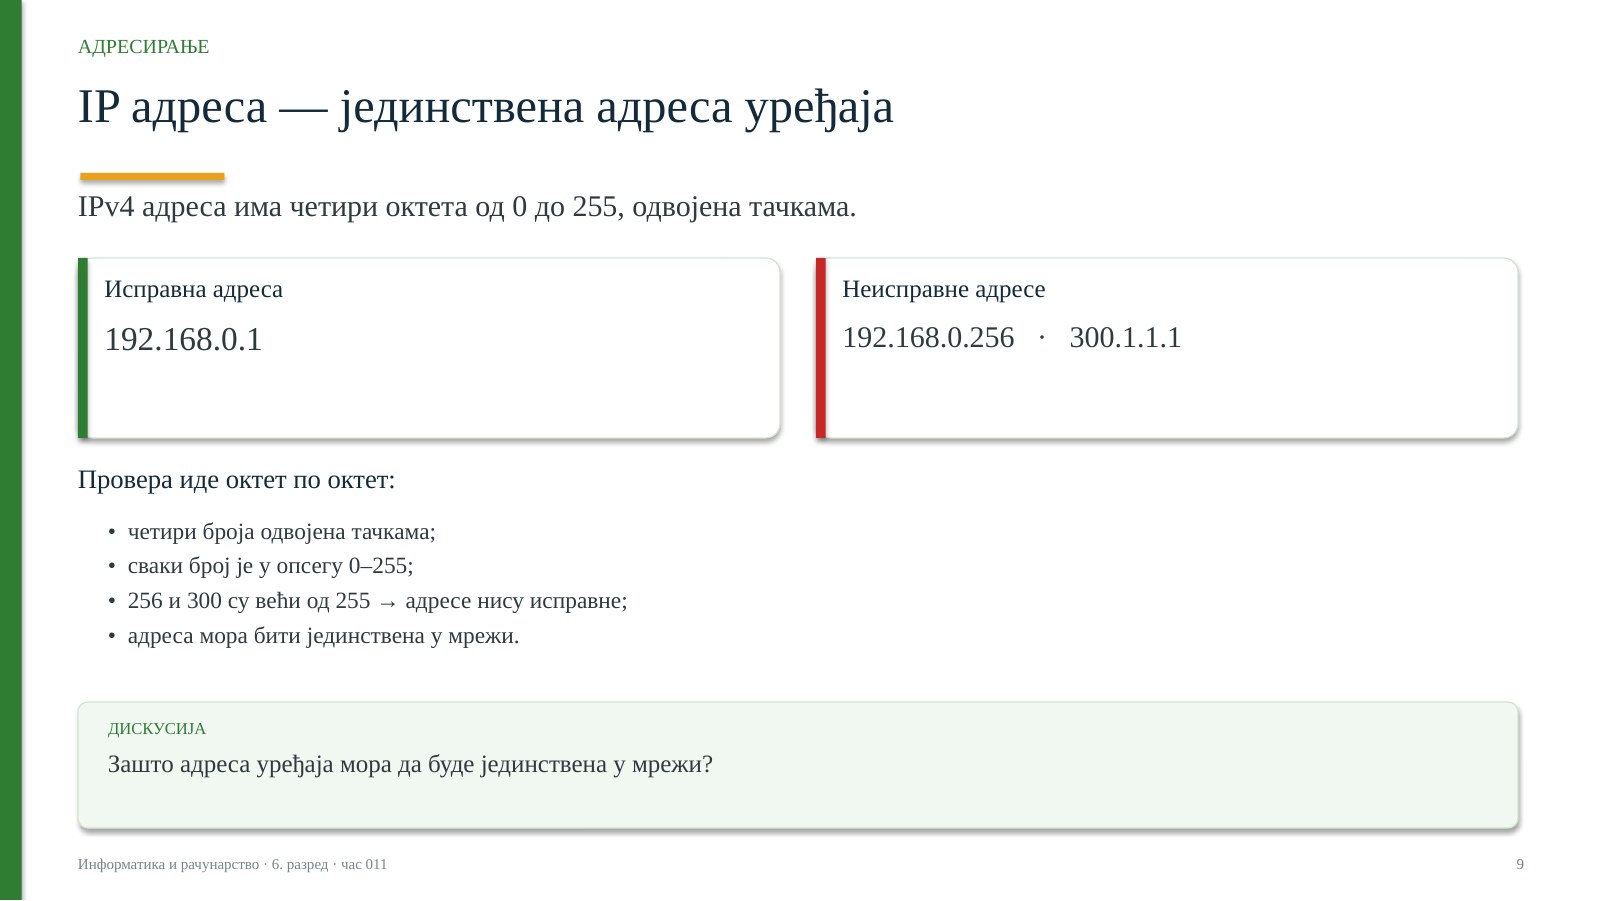 АДРЕСИРАЊЕ
IP адреса — јединствена адреса уређаја
IPv4 адреса има четири октета од 0 до 255, одвојена тачкама.
Исправна адреса
192.168.0.1
Неисправне адресе
192.168.0.256 · 300.1.1.1
Провера иде октет по октет:
• четири броја одвојена тачкама;
• сваки број је у опсегу 0–255;
• 256 и 300 су већи од 255 → адресе нису исправне;
• адреса мора бити јединствена у мрежи.
ДИСКУСИЈА
Зашто адреса уређаја мора да буде јединствена у мрежи?
Информатика и рачунарство · 6. разред · час 011
9